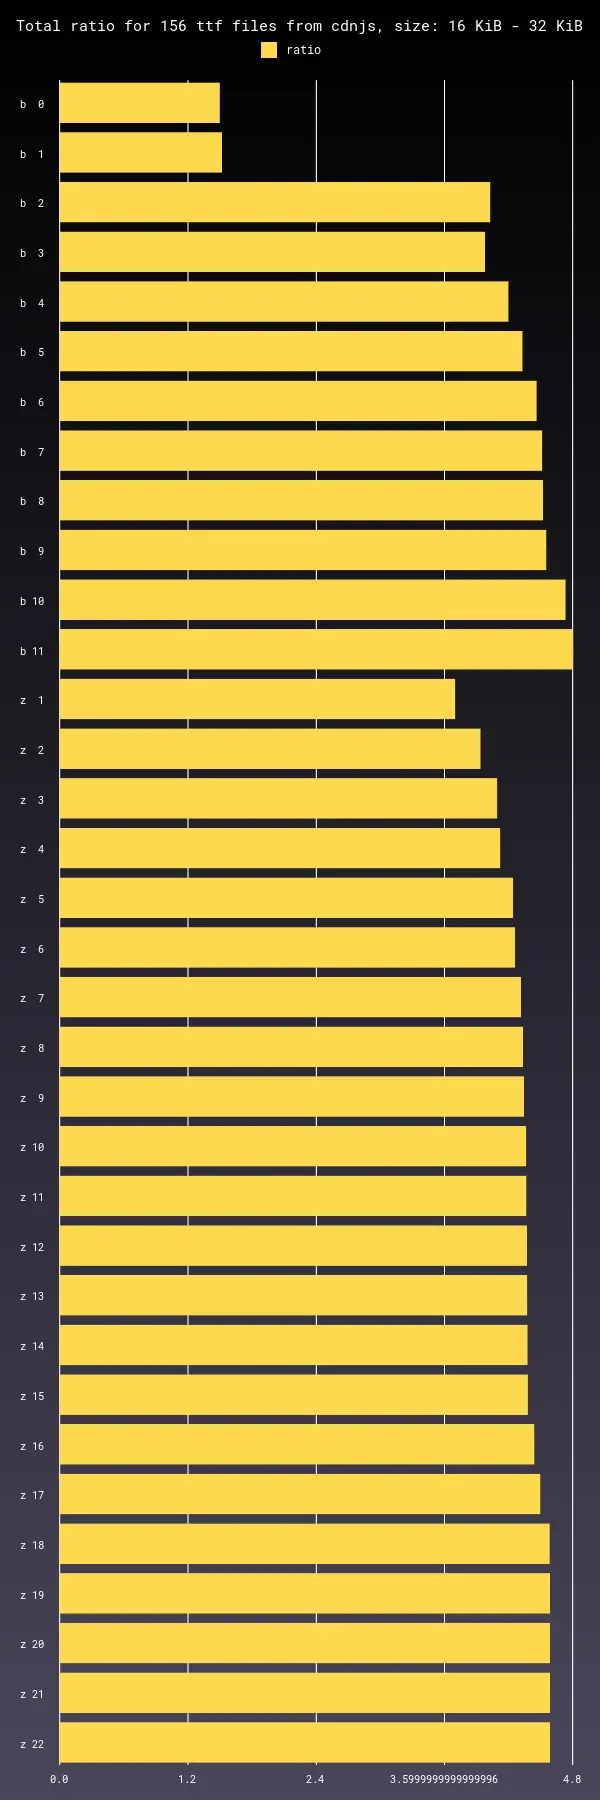 Total ratio for 156 ttf files from cdnjs, size: 16 KiB - 32 KiB
ratio
b 0
b 1
b 2
b 3
b 4
b 5
b 6
b 7
b 8
b 9
b 10
b 11
z 1
z 2
z 3
z 4
z 5
z 6
z 7
z 8
z 9
z 10
z 11
z 12
z 13
z 14
z 15
z 16
z 17
z 18
z 19
z 20
z 21
z 22
0.0 1.2 2.4 3.5999999999999996 4.8